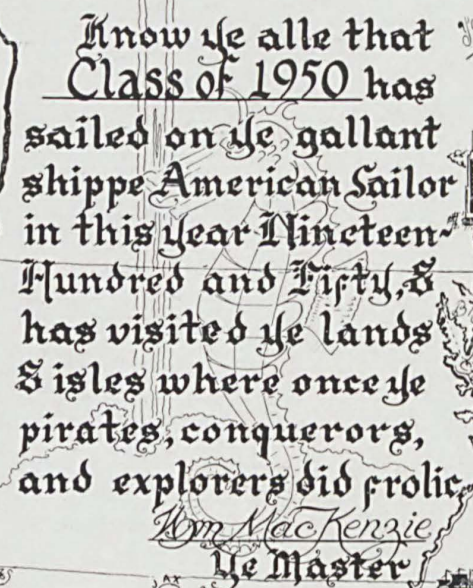 Know ye alle that
Class of 1950 has
sailed on ye gallant
shippe American Sailor
in this year Nineteen-
Hundred and Fifty, &
has visited ye lands
& isles where once ye
pirates, conquerors,
and explorers did frolic.
Wm MacKenzie
Ye Master